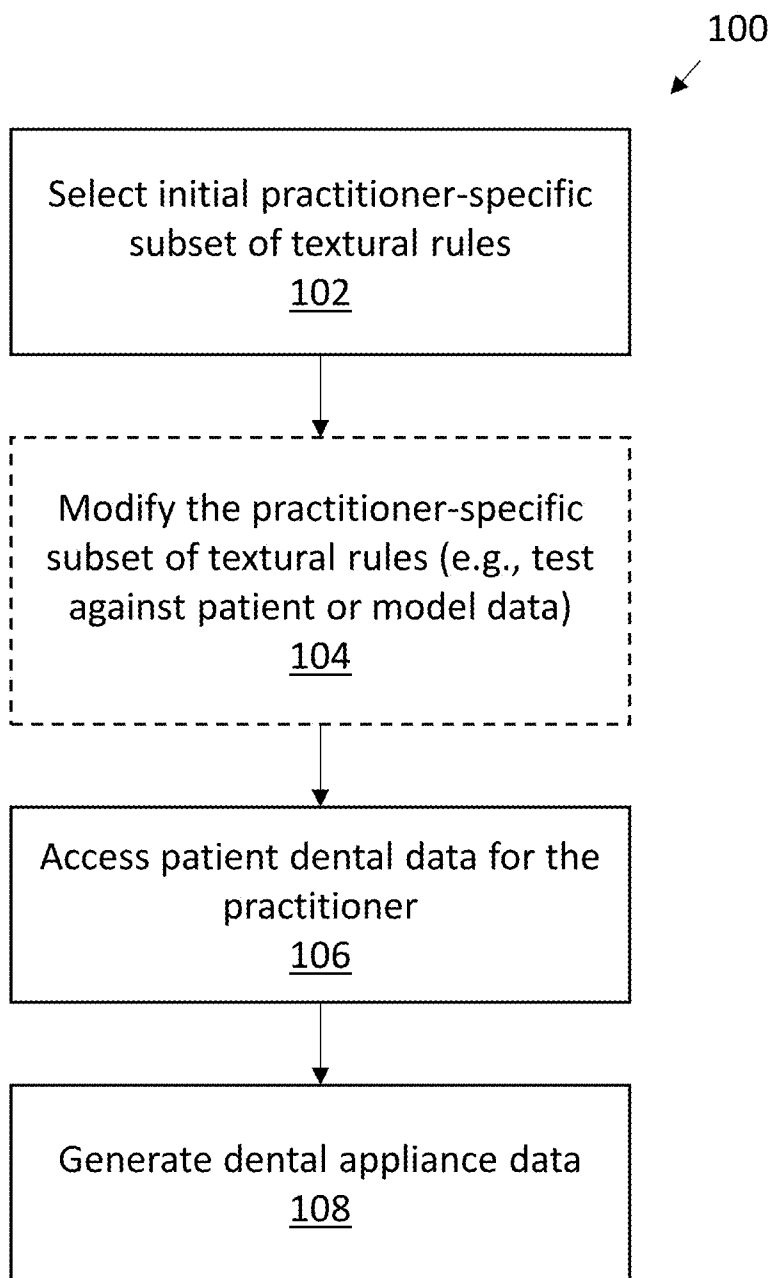 100
Select initial practitioner-specific
subset of textural rules
102
Modify the practitioner-specific
subset of textural rules (e.g., test
against patient or model data)
104
Access patient dental data for the
practitioner
106
Generate dental appliance data
108